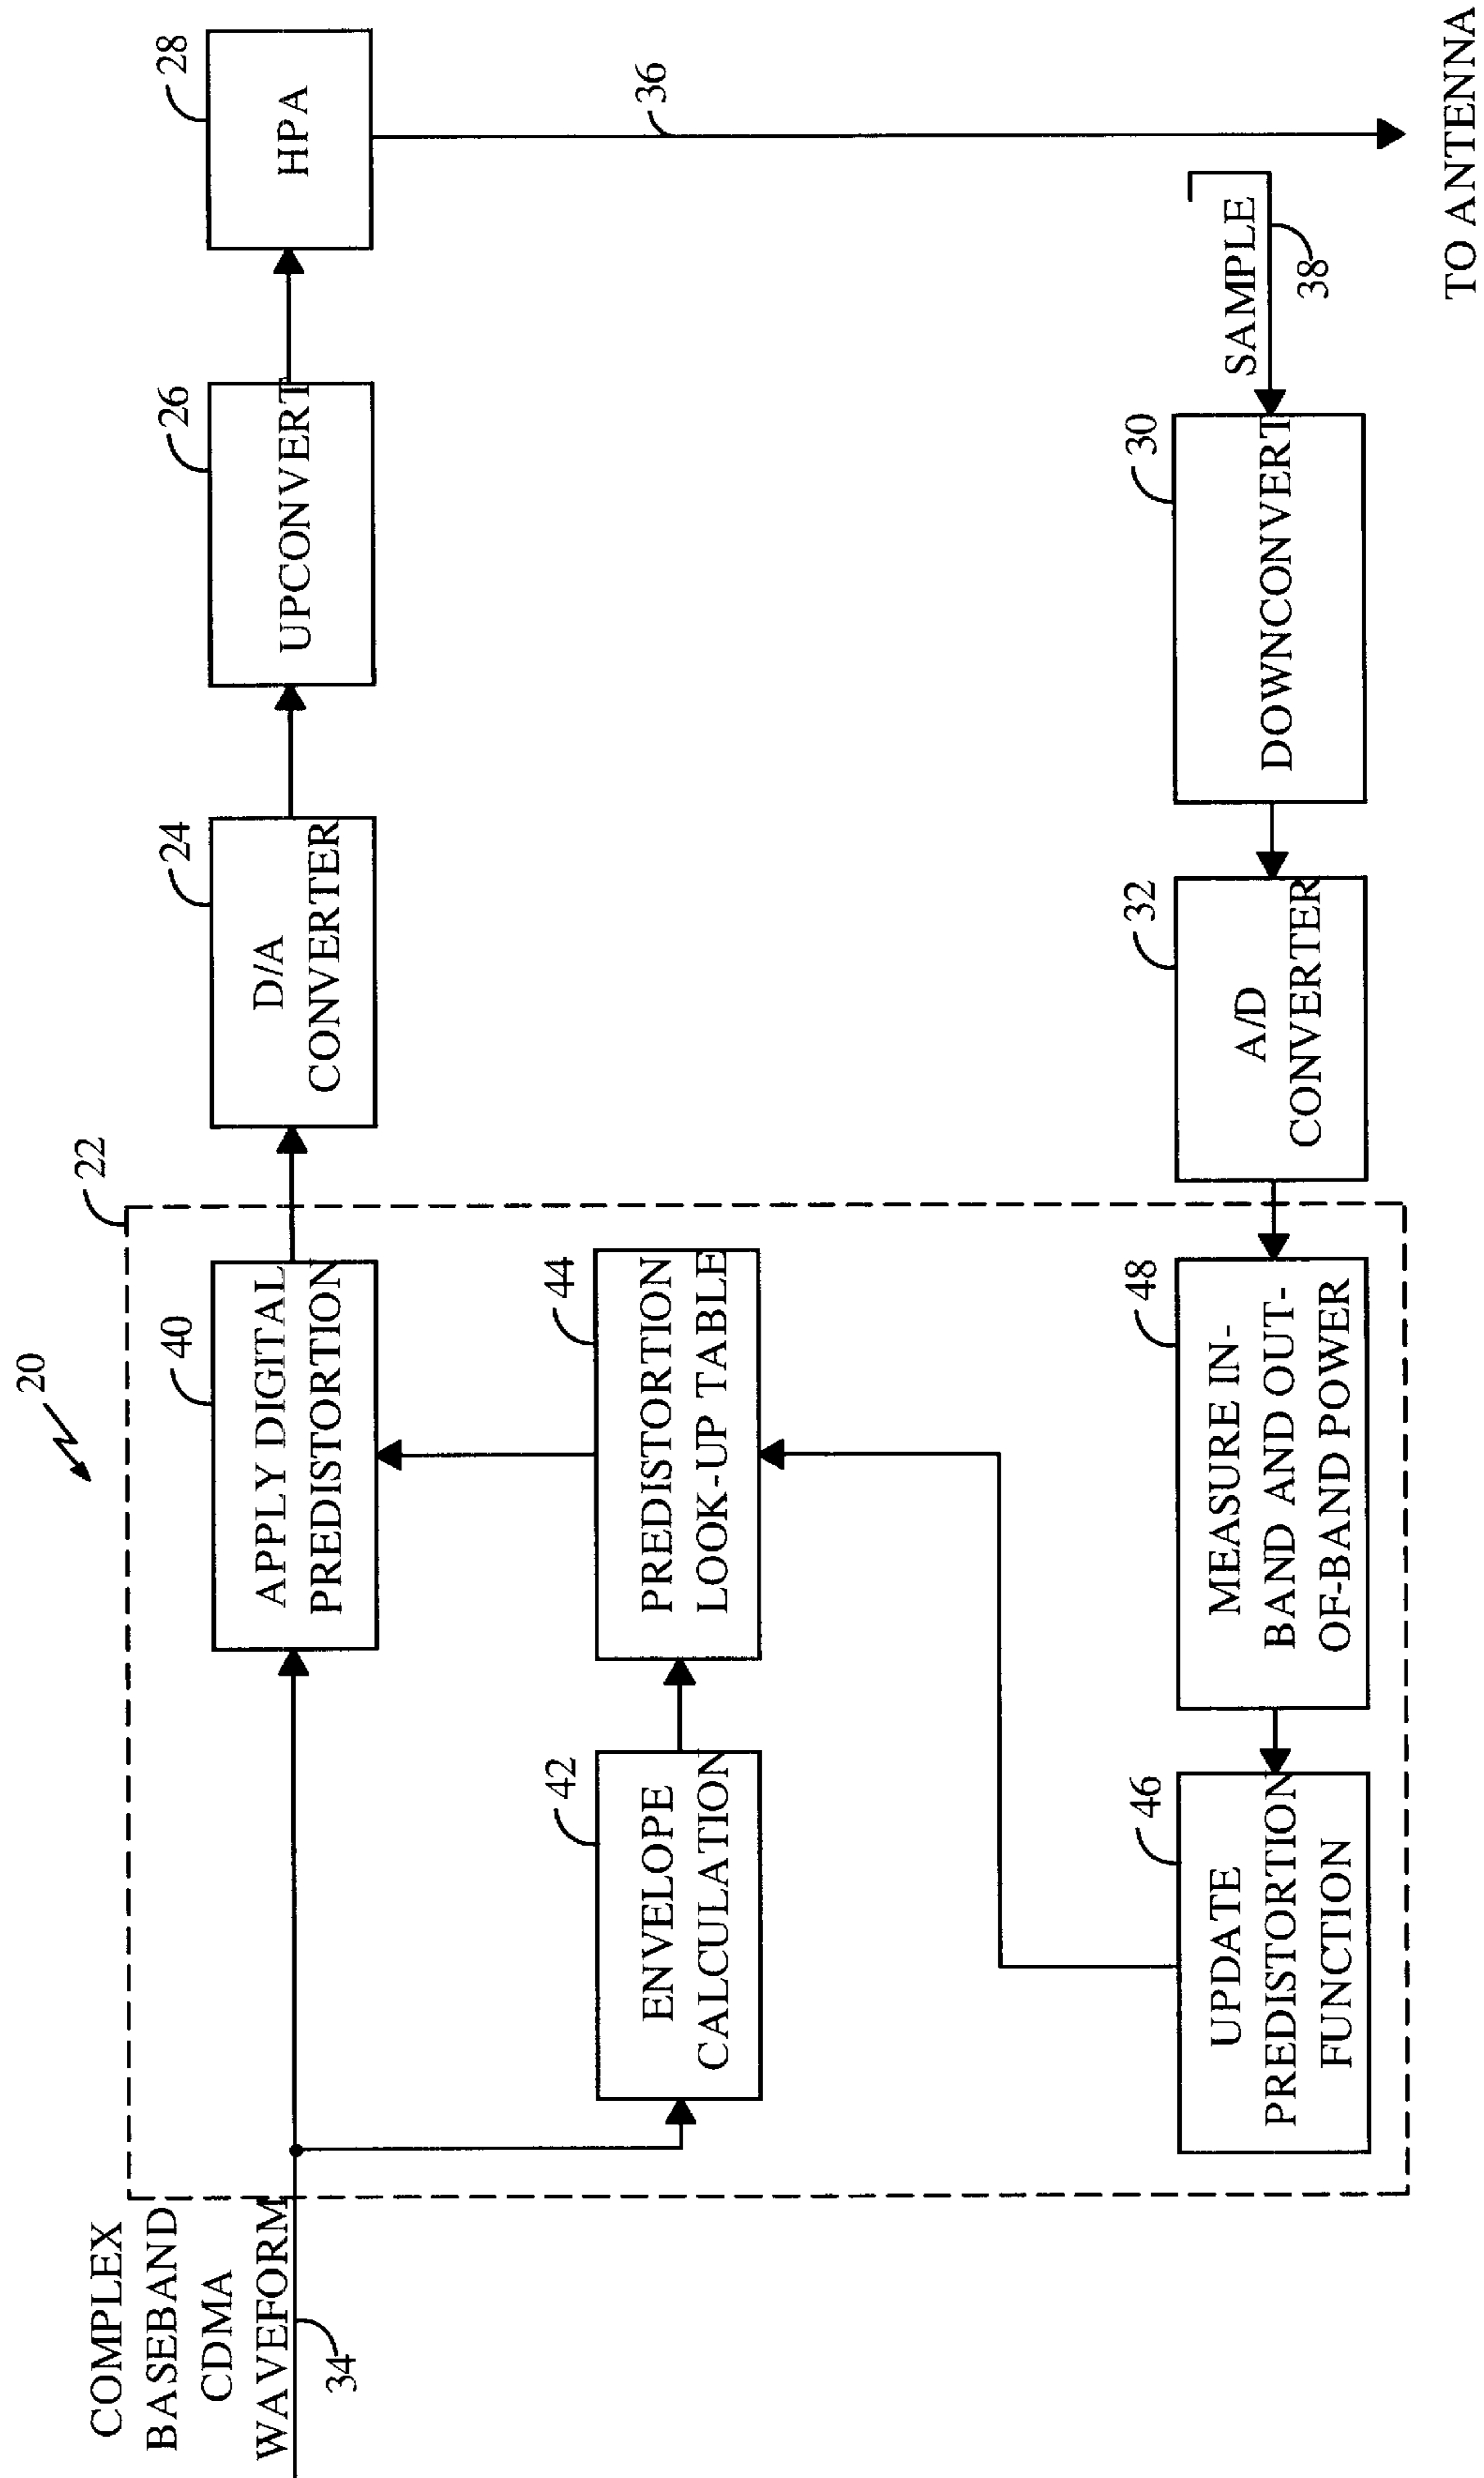 20
22
COMPLEX
BASEBAND
CDMA
WAVEFORM
34
40
APPLY DIGITAL
PREDISTORTION
24
D/A
CONVERTER
26
UPCONVERT
28
HPA
36
42
ENVELOPE
CALCULATION
44
PREDISTORTION
LOOK-UP TABLE
46
UPDATE
PREDISTORTION
FUNCTION
48
MEASURE IN-
BAND AND OUT-
OF-BAND POWER
32
A/D
CONVERTER
30
DOWNCONVERT
SAMPLE
38
TO ANTENNA